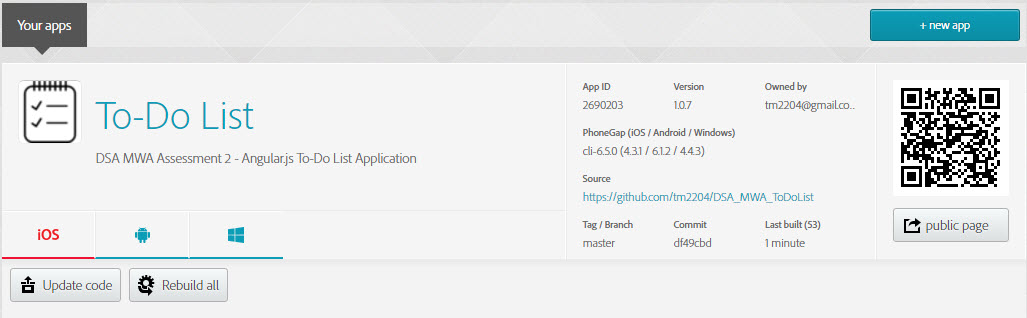 Your apps
+ new app
To-Do List
DSA MWA Assessment 2 - Angular.js To-Do List Application
App ID Version Owned by
2690203 1.0.7 tm2204@gmail.co..
PhoneGap (iOS / Android / Windows)
cli-6.5.0 (4.3.1 / 6.1.2 / 4.4.3)
Source
https://github.com/tm2204/DSA_MWA_ToDoList
Tag / Branch Commit Last built (53)
master df49cbd 1 minute
public page
iOS
Update code Rebuild all